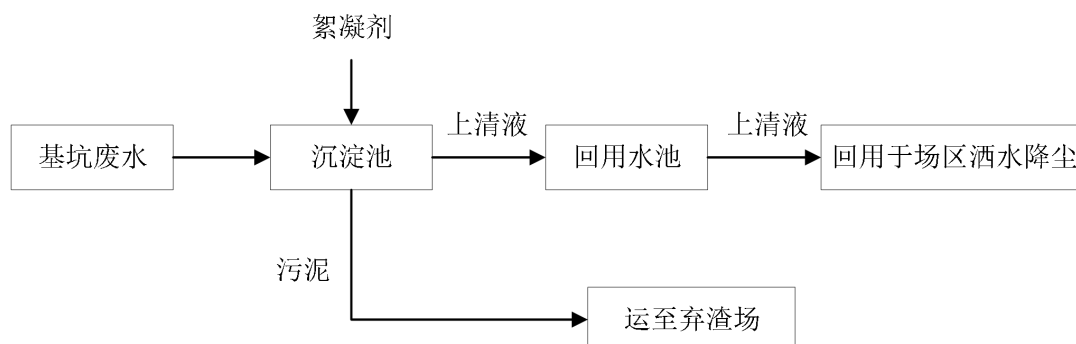 絮凝剂
上清液
上清液
基坑废水
沉淀池
回用水池
回用于场区洒水降尘
污泥
运至弃渣场